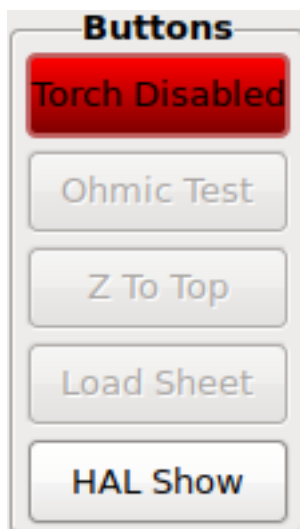 Buttons
Torch Disabled
Ohmic Test
Z To Top
Load Sheet
HAL Show